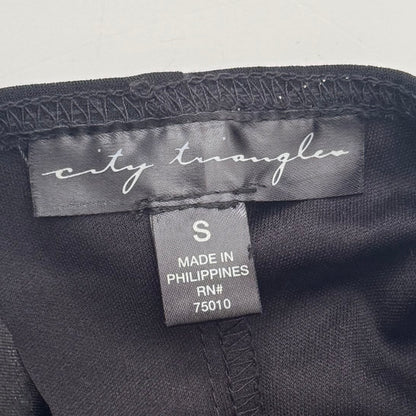 city triangles
S
MADE IN
PHILIPPINES
RN#
75010